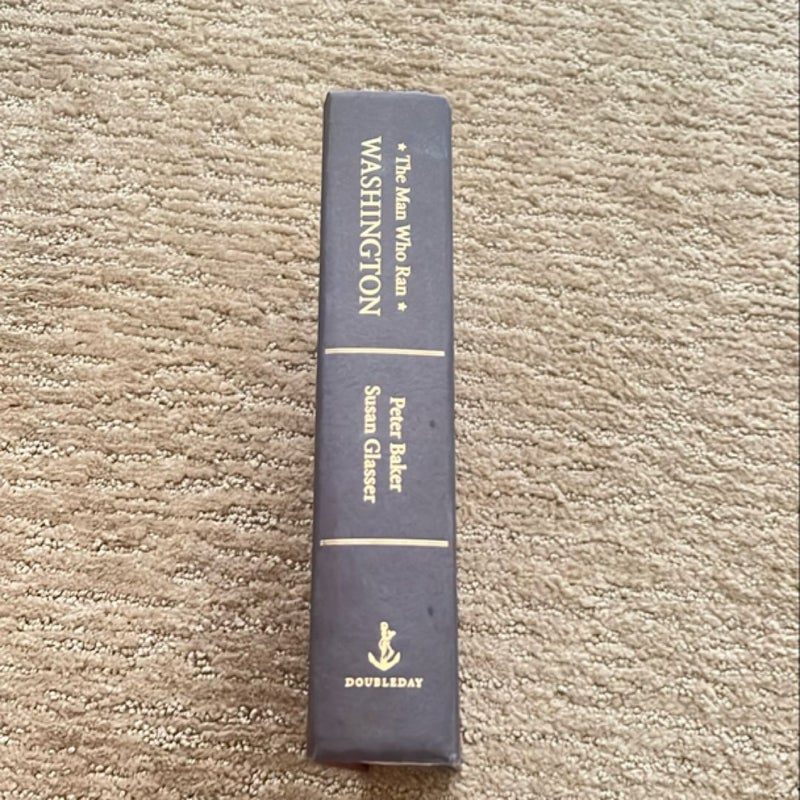 * The Man Who Ran *
WASHINGTON
Peter Baker
Susan Glasser
DOUBLEDAY